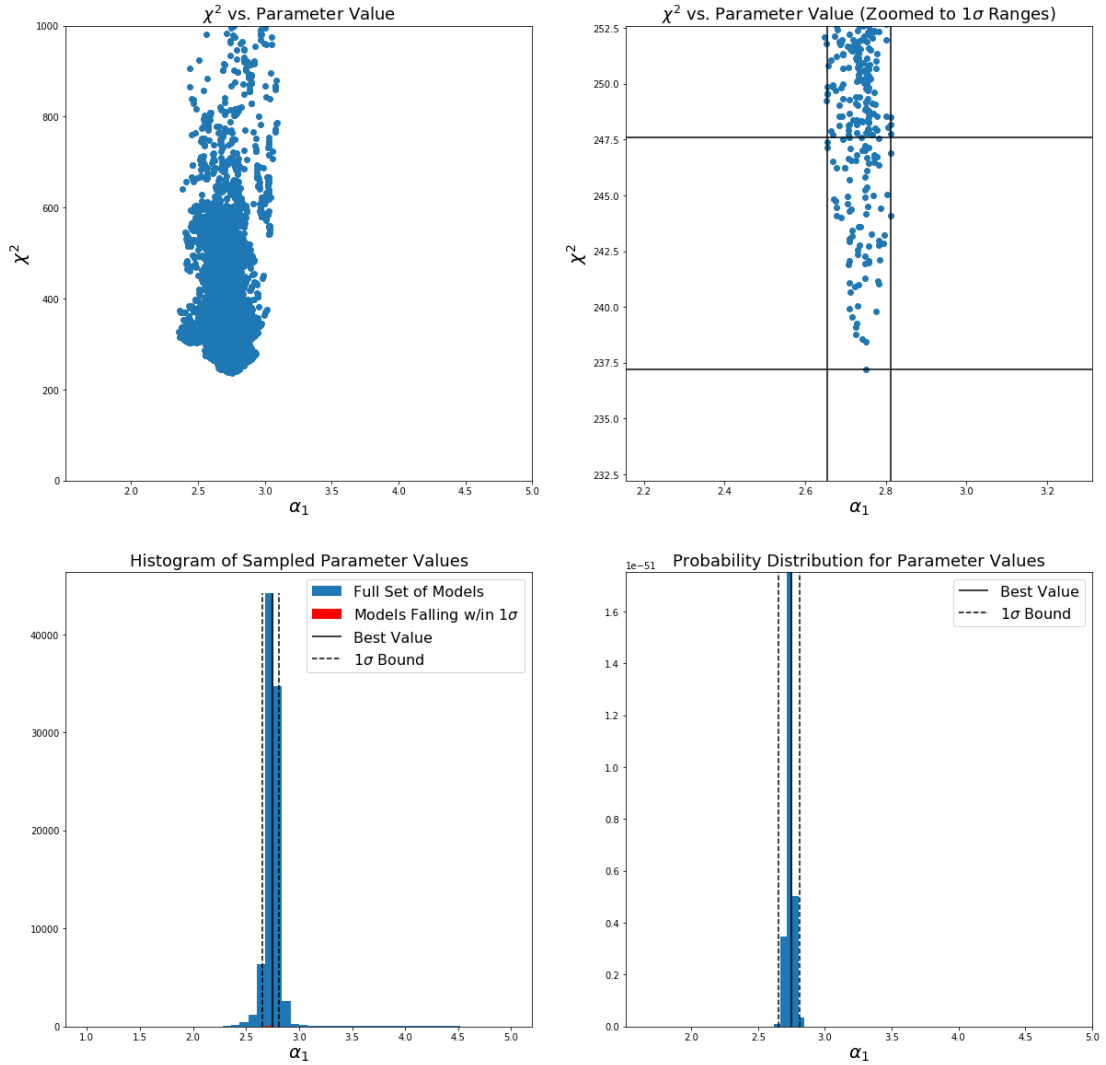 χ² vs. Parameter Value
1000
800
600
400
200
0
χ²
2.0 2.5 3.0 3.5 4.0 4.5 5.0
α₁
χ² vs. Parameter Value (Zoomed to 1σ Ranges)
252.5
250.0
247.5
245.0
242.5
240.0
237.5
235.0
232.5
χ²
2.2 2.4 2.6 2.8 3.0 3.2
α₁
Histogram of Sampled Parameter Values
Full Set of Models
Models Falling w/in 1σ
Best Value
1σ Bound
40000
30000
20000
10000
0
1.0 1.5 2.0 2.5 3.0 3.5 4.0 4.5 5.0
α₁
Probability Distribution for Parameter Values
1e−51
Best Value
1σ Bound
1.6
1.4
1.2
1.0
0.8
0.6
0.4
0.2
0.0
2.0 2.5 3.0 3.5 4.0 4.5 5.0
α₁